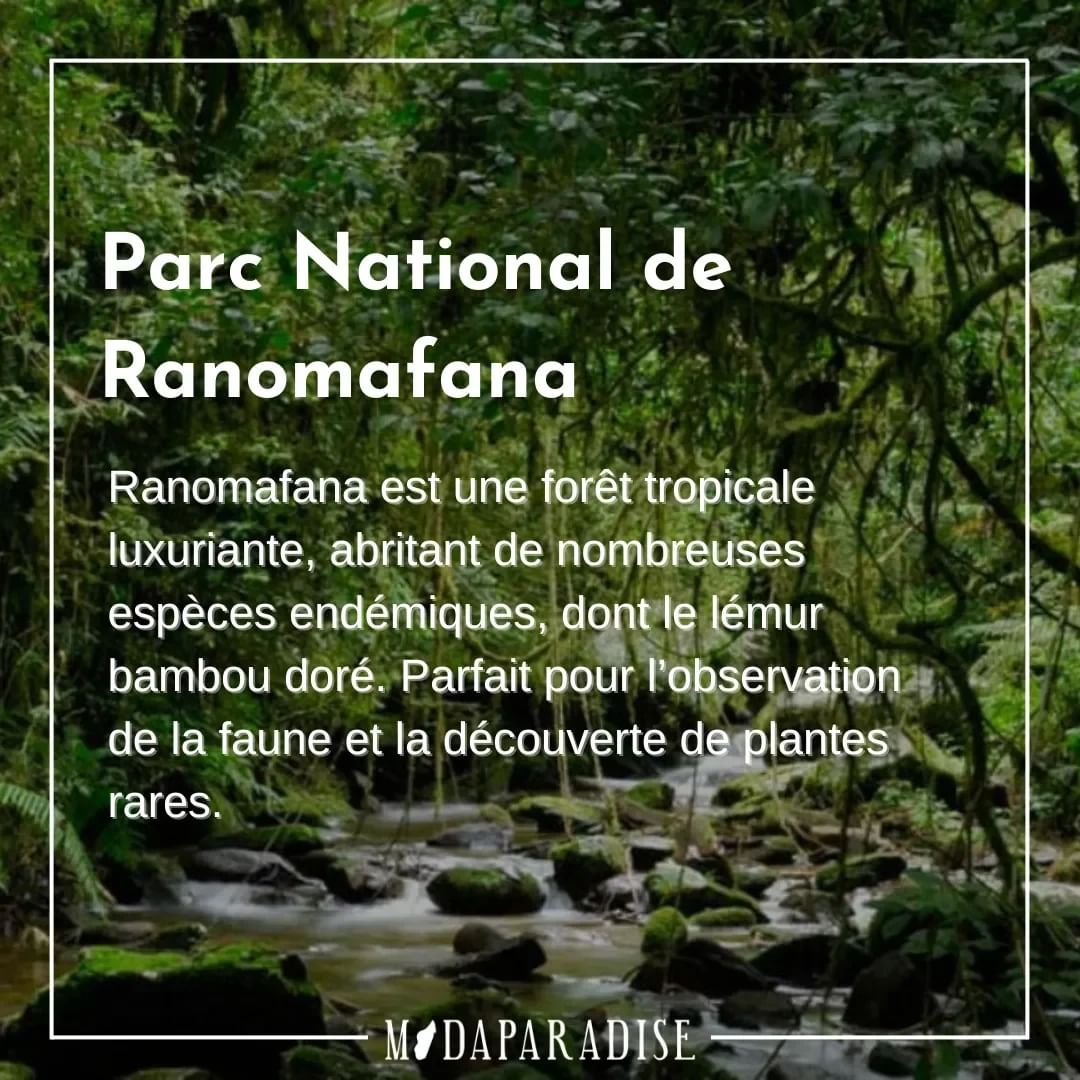 Parc National de
Ranomafana
Ranomafana est une forêt tropicale
luxuriante, abritant de nombreuses
espèces endémiques, dont le lémur
bambou doré. Parfait pour l’observation
de la faune et la découverte de plantes
rares.
MADAPARADISE